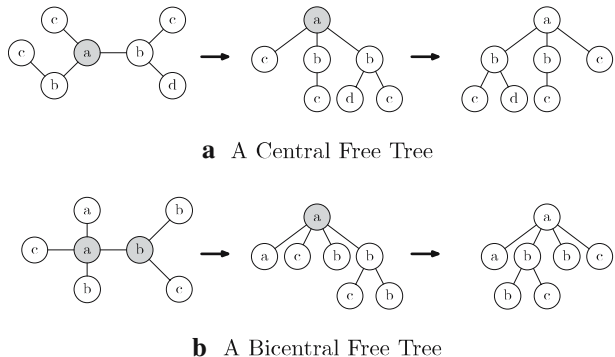 c c a c b d a c b b c d c a b b c c d c b
a A Central Free Tree
a b c a b b c a a c b b c b a a b b c b c
b A Bicentral Free Tree